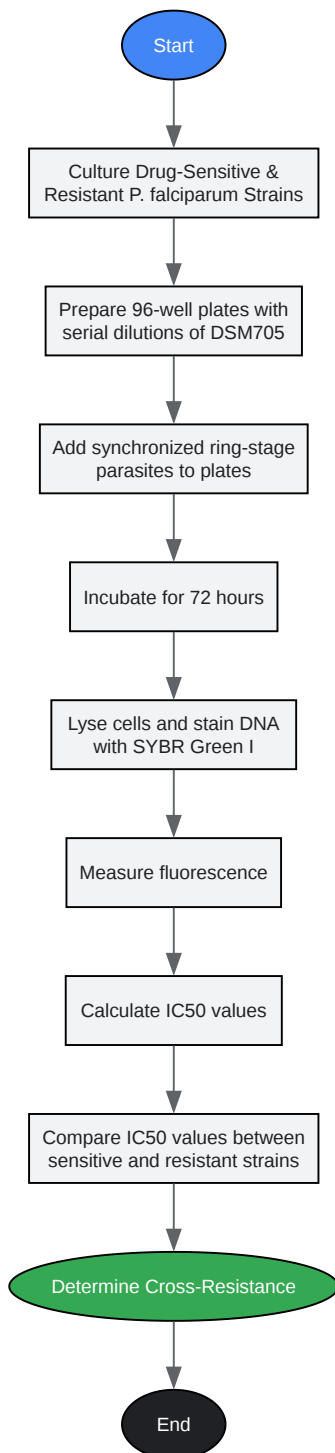 Start
Culture Drug-Sensitive &
Resistant P. falciparum Strains
Prepare 96-well plates with
serial dilutions of DSM705
Add synchronized ring-stage
parasites to plates
Incubate for 72 hours
Lyse cells and stain DNA
with SYBR Green I
Measure fluorescence
Calculate IC50 values
Compare IC50 values between
sensitive and resistant strains
Determine Cross-Resistance
End